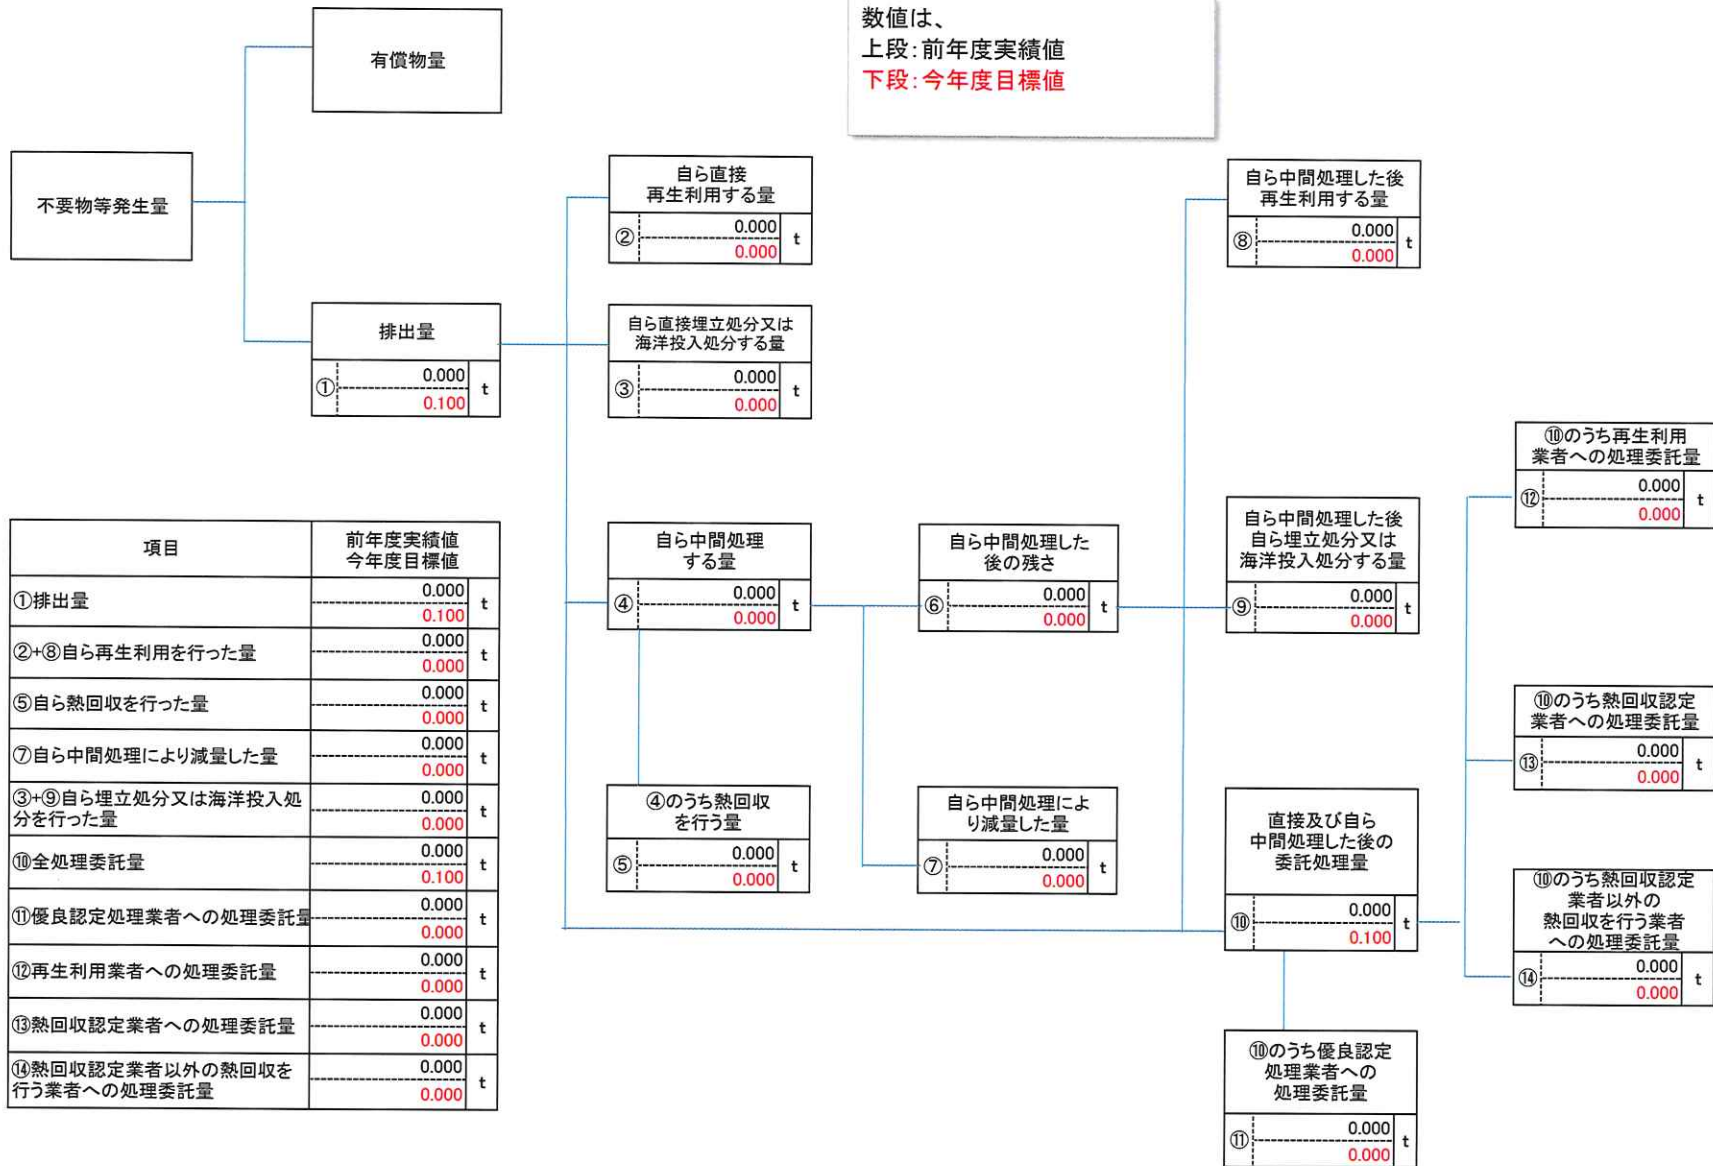 数値は、
上段:前年度実績値
下段:今年度目標値
有償物量
不要物等発生量
排出量
①
0.000
0.100
t
自ら直接
再生利用する量
②
0.000
0.000
t
自ら直接埋立処分又は
海洋投入処分する量
③
0.000
0.000
t
自ら中間処理
する量
④
0.000
0.000
t
④のうち熱回収
を行う量
⑤
0.000
0.000
t
自ら中間処理した
後の残さ
⑥
0.000
0.000
t
自ら中間処理によ
り減量した量
⑦
0.000
0.000
t
自ら中間処理した後
再生利用する量
⑧
0.000
0.000
t
自ら中間処理した後
自ら埋立処分又は
海洋投入処分する量
⑨
0.000
0.000
t
直接及び自ら
中間処理した後の
委託処理量
⑩
0.000
0.100
t
⑩のうち優良認定
処理業者への
処理委託量
⑪
0.000
0.000
t
⑩のうち再生利用
業者への処理委託量
⑫
0.000
0.000
t
⑩のうち熱回収認定
業者への処理委託量
⑬
0.000
0.000
t
⑩のうち熱回収認定
業者以外の
熱回収を行う業者
への処理委託量
⑭
0.000
0.000
t
項目
前年度実績値
今年度目標値
①排出量
0.000
0.100
t
②+⑧自ら再生利用を行った量
0.000
0.000
t
⑤自ら熱回収を行った量
0.000
0.000
t
⑦自ら中間処理により減量した量
0.000
0.000
t
③+⑨自ら埋立処分又は海洋投入処
分を行った量
0.000
0.000
t
⑩全処理委託量
0.000
0.100
t
⑪優良認定処理業者への処理委託量
0.000
0.000
t
⑫再生利用業者への処理委託量
0.000
0.000
t
⑬熱回収認定業者への処理委託量
0.000
0.000
t
⑭熱回収認定業者以外の熱回収を
行う業者への処理委託量
0.000
0.000
t